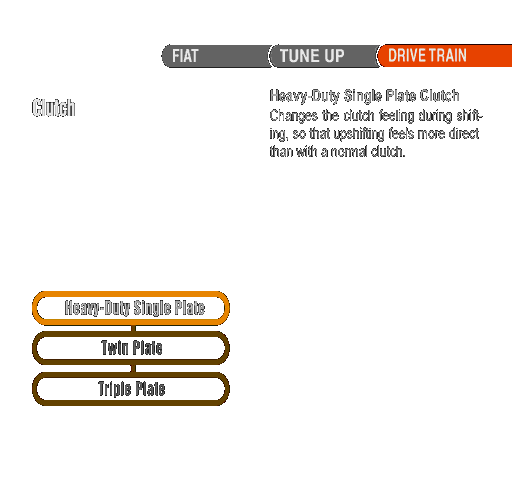 FIAT TUNE UP DRIVE TRAIN
Clutch
Heavy-Duty Single Plate Clutch
Changes the clutch feeling during shift-
ing, so that upshifting feels more direct
than with a normal clutch.
Heavy-Duty Single Plate
Twin Plate
Triple Plate